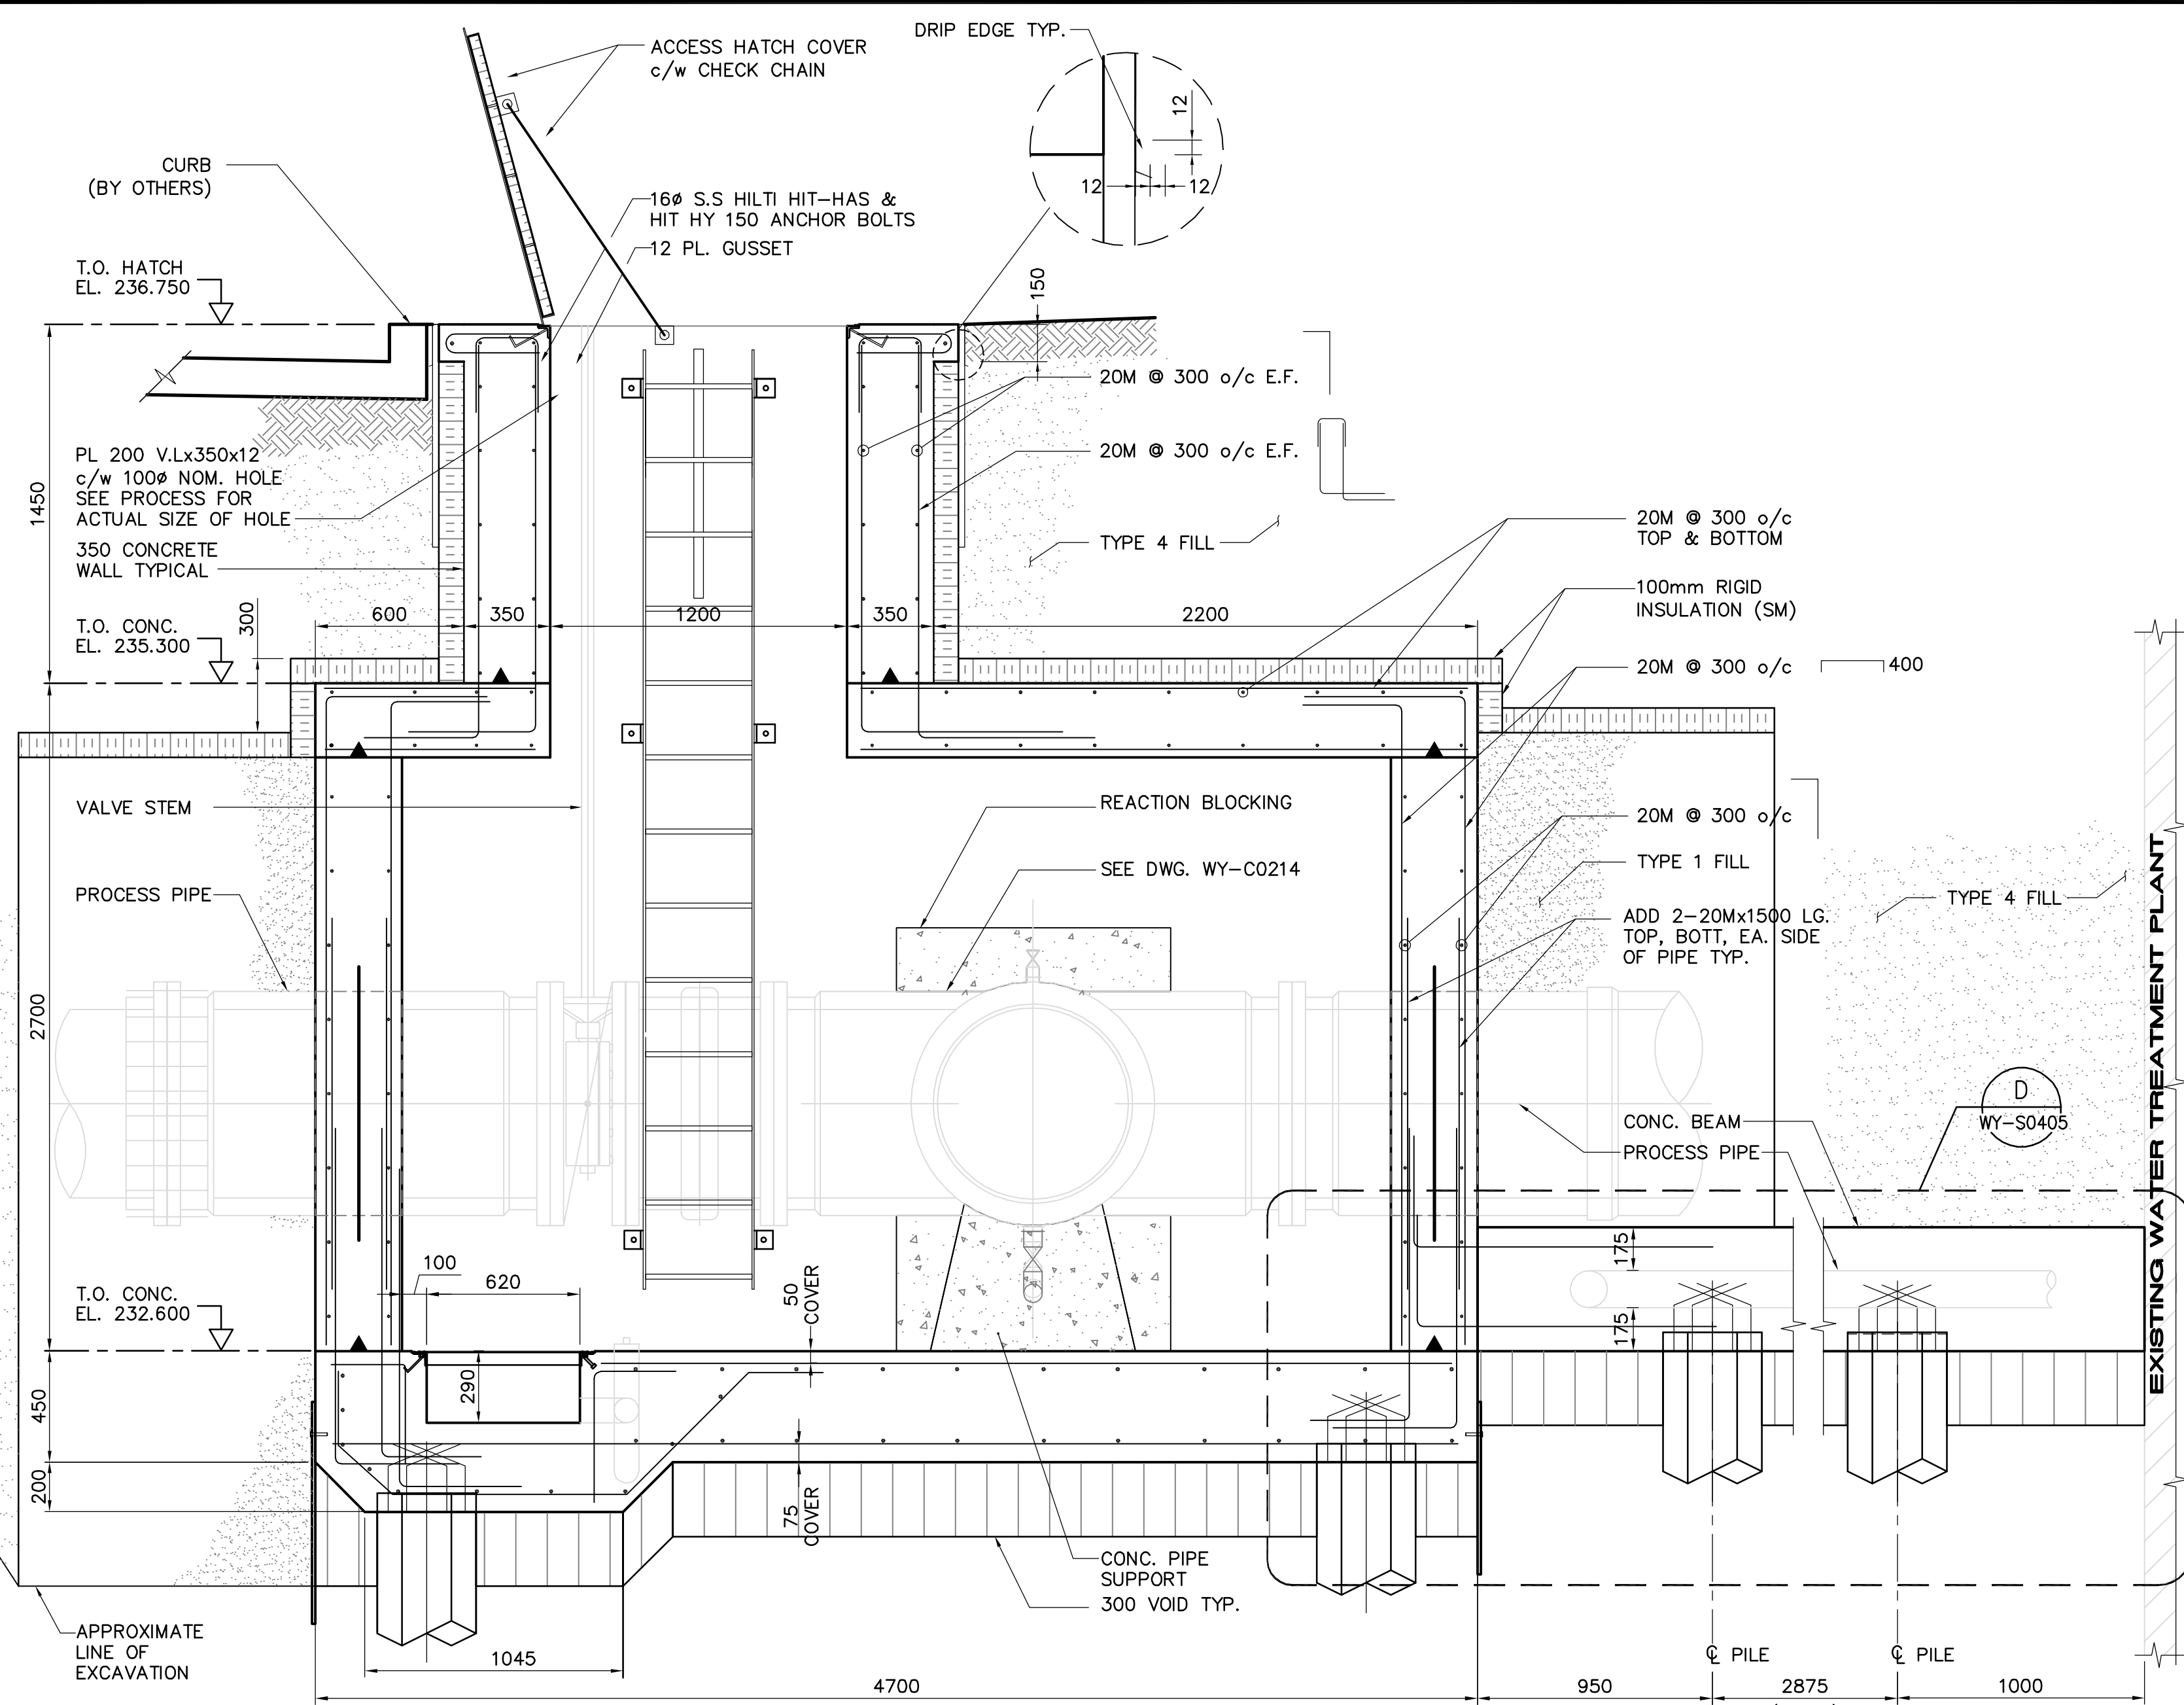 DRIP EDGE TYP.
ACCESS HATCH COVER
c/w CHECK CHAIN
12
12
12
CURB
(BY OTHERS)
16ø S.S HILTI HIT-HAS &
HIT HY 150 ANCHOR BOLTS
12 PL. GUSSET
T.O. HATCH
EL. 236.750
150
20M @ 300 o/c E.F.
20M @ 300 o/c E.F.
PL 200 V.Lx350x12
c/w 100ø NOM. HOLE
SEE PROCESS FOR
ACTUAL SIZE OF HOLE
1450
TYPE 4 FILL
20M @ 300 o/c
TOP & BOTTOM
350 CONCRETE
WALL TYPICAL
100mm RIGID
INSULATION (SM)
300
600
350
1200
350
2200
T.O. CONC.
EL. 235.300
20M @ 300 o/c
400
VALVE STEM
REACTION BLOCKING
20M @ 300 o/c
TYPE 1 FILL
SEE DWG. WY-C0214
PROCESS PIPE
TYPE 4 FILL
ADD 2-20Mx1500 LG.
TOP, BOTT, EA. SIDE
OF PIPE TYP.
2700
EXISTING WATER TREATMENT PLANT
D
WY-S0405
CONC. BEAM
PROCESS PIPE
175
175
100
620
50
COVER
T.O. CONC.
EL. 232.600
290
450
200
75
COVER
CONC. PIPE
SUPPORT
300 VOID TYP.
APPROXIMATE
LINE OF
EXCAVATION
1045
℄ PILE
℄ PILE
4700
950
2875
1000